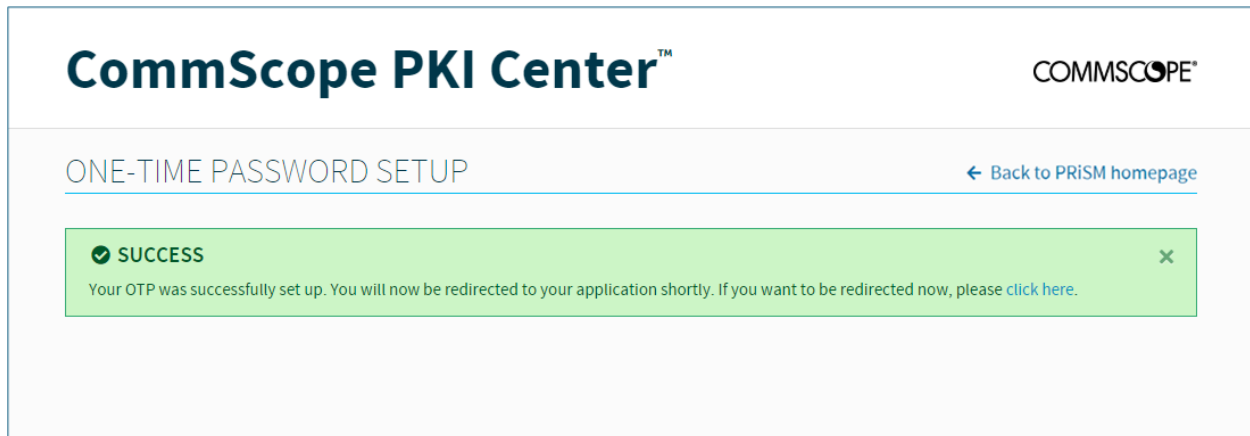 CommScope PKI Center™
COMMSCOPE®
ONE-TIME PASSWORD SETUP
← Back to PRiSM homepage
SUCCESS
×
Your OTP was successfully set up. You will now be redirected to your application shortly. If you want to be redirected now, please click here.